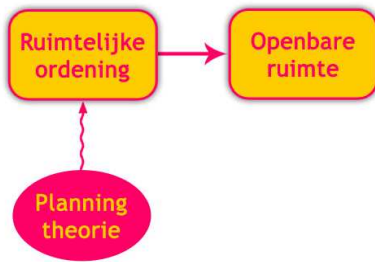 Ruimtelijke
ordening
Openbare
ruimte
Planning
theorie